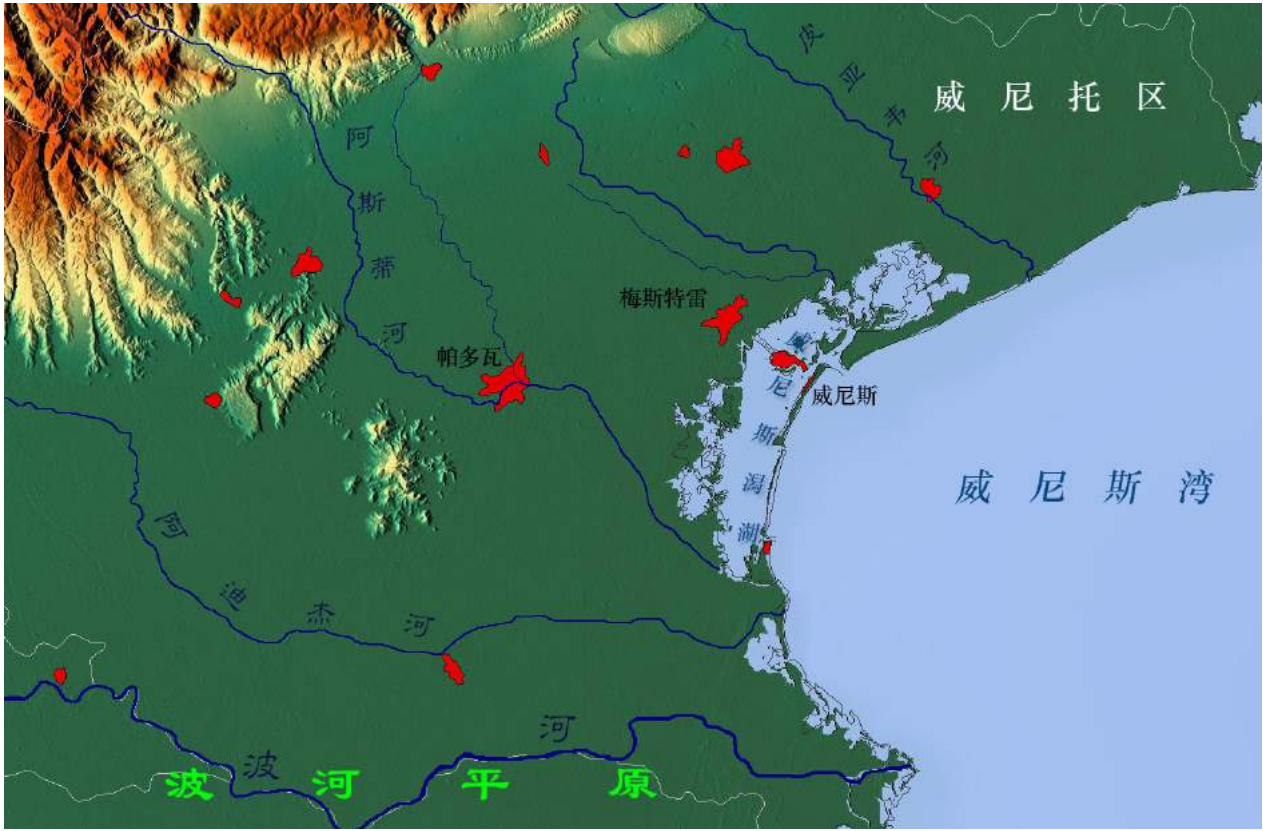 皮亚韦河
威尼托区
阿斯蒂河
梅斯特雷
帕多瓦
威尼斯潟湖
威尼斯
威尼斯湾
阿迪杰河
波河
波河平原